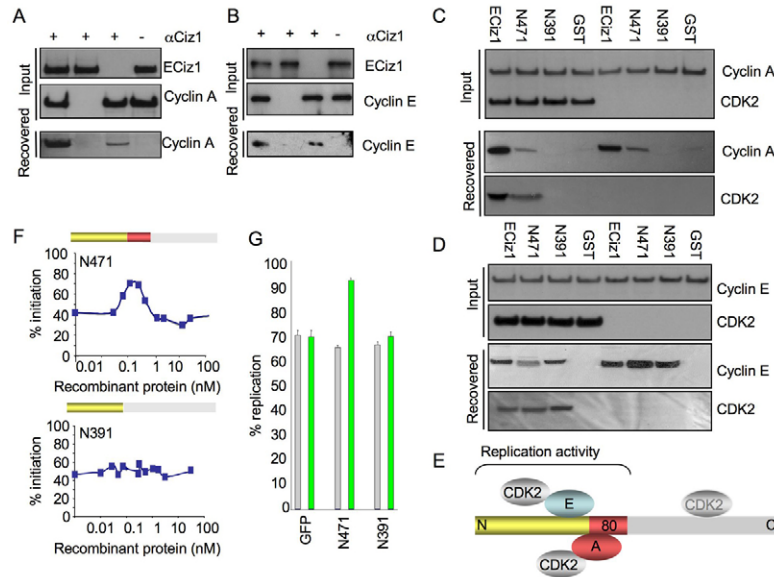 A
+ + + - αCiz1
Input
ECiz1
Cyclin A
Recovered
Cyclin A
B
+ + + - αCiz1
Input
ECiz1
Cyclin E
Recovered
Cyclin E
C
ECiz1 N471 N391 GST ECiz1 N471 N391 GST
Input
Cyclin A
CDK2
Recovered
Cyclin A
CDK2
D
ECiz1 N471 N391 GST ECiz1 N471 N391 GST
Input
Cyclin E
CDK2
Recovered
Cyclin E
CDK2
E
Replication activity
CDK2 E CDK2
N 80 C
A
CDK2
F
N471
% initiation
100
80
60
40
20
0
0.01 0.1 1 10 100
Recombinant protein (nM)
N391
% initiation
100
80
60
40
20
0
0.01 0.1 1 10 100
Recombinant protein (nM)
G
% replication
100
90
80
70
60
50
40
30
20
10
0
GFP N471 N391